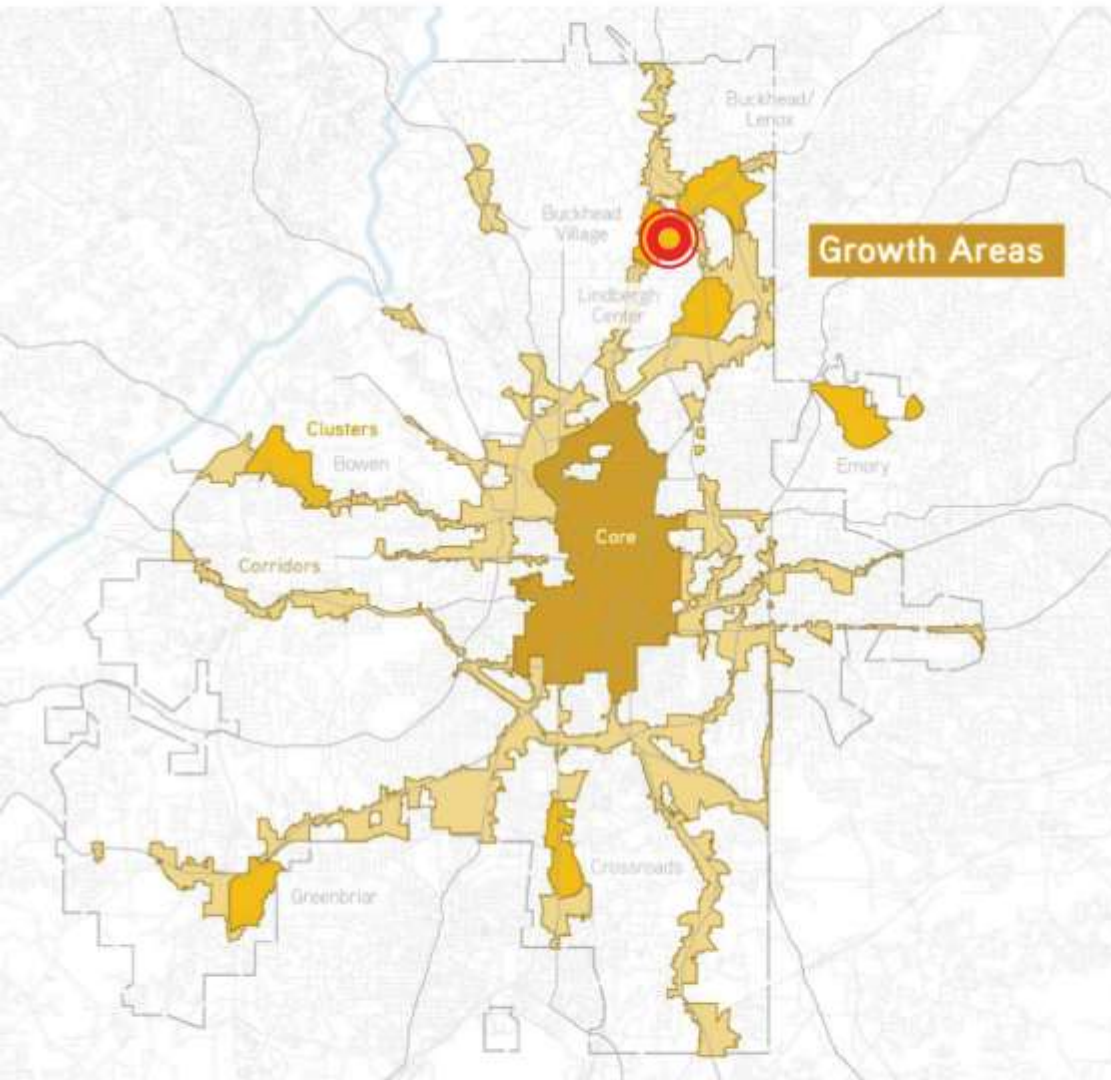 Buckhead/
Lenox
Buckhead
Village
Growth Areas
Lindbergh
Center
Clusters
Bowen
Emory
Core
Corridors
Crossroads
Greenbriar